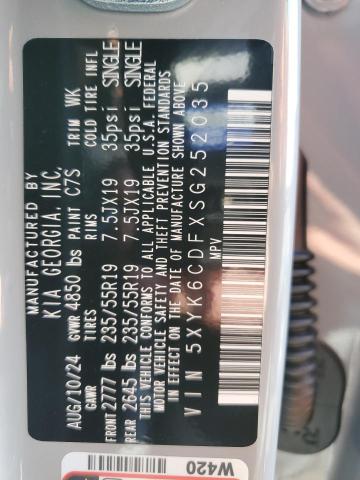 MANUFACTURED BY
KIA GEORGIA, INC.
AUG/10/24 GVWR 4850 lbs PAINT C7S TRIM WK
GAWR TIRES RIMS COLD TIRE INFL
FRONT 2777 lbs 235/55R19 7.5JX19 35psi SINGLE
REAR 2645 lbs 235/55R19 7.5JX19 35psi SINGLE
THIS VEHICLE CONFORMS TO ALL APPLICABLE U.S.A. FEDERAL
MOTOR VEHICLE SAFETY AND THEFT PREVENTION STANDARDS
IN EFFECT ON THE DATE OF MANUFACTURE SHOWN ABOVE
VIN 5XYK6CDFXSG252035
MPV
W420